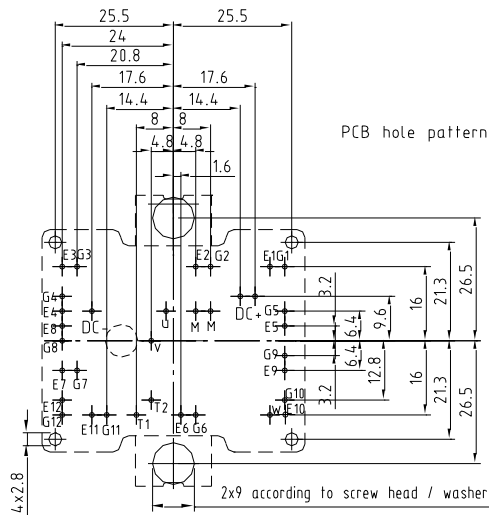 25.5 25.5
24
20.8
17.6 17.6
14.4 14.4
8 8
4.8 4.8
1.6
PCB hole pattern
E3 G3 E2 G2 E1 G1
G4
E4 DC- U M M DC+ G5
E8 E5
G8 V G9
E7 G7 E9
E12 T2 G10
G12 E11 G11 T1 E6 G6 W E10
3.2 6.4 9.6 16 21.3 26.5
3.2 6.4 12.8 16 21.3 26.5
4x2.8
2x9 according to screw head / washer